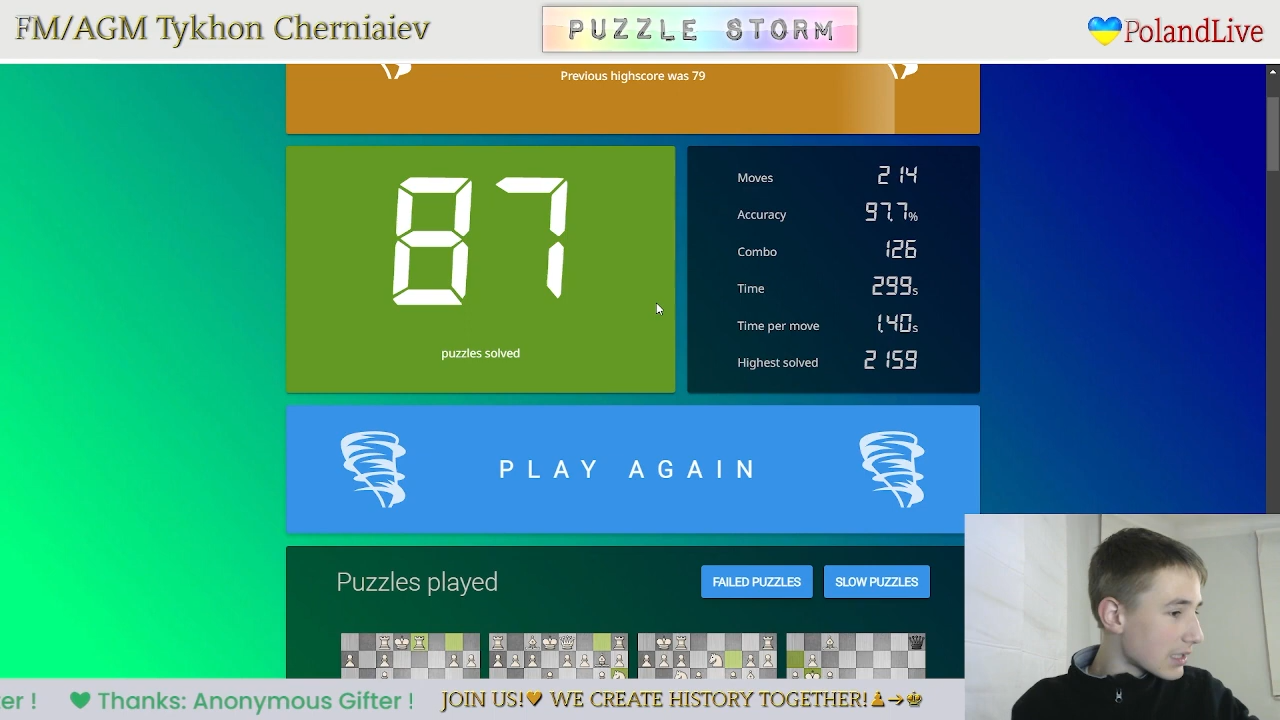 FM/AGM Tykhon Cherniaiev
PUZZLE STORM
PolandLive
Previous highscore was 79
87
puzzles solved
Moves 214
Accuracy 97.7%
Combo 126
Time 299s
Time per move 1.40s
Highest solved 2159
PLAY AGAIN
Puzzles played
FAILED PUZZLES
SLOW PUZZLES
ter ! Thanks: Anonymous Gifter !
JOIN US! WE CREATE HISTORY TOGETHER!